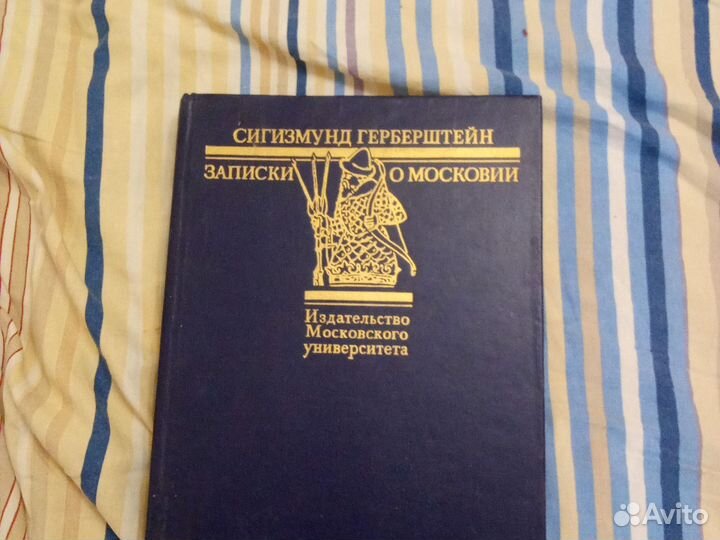 СИГИЗМУНД ГЕРБЕРШТЕЙН
ЗАПИСКИ О МОСКОВИИ
Издательство
Московского
университета
Avito